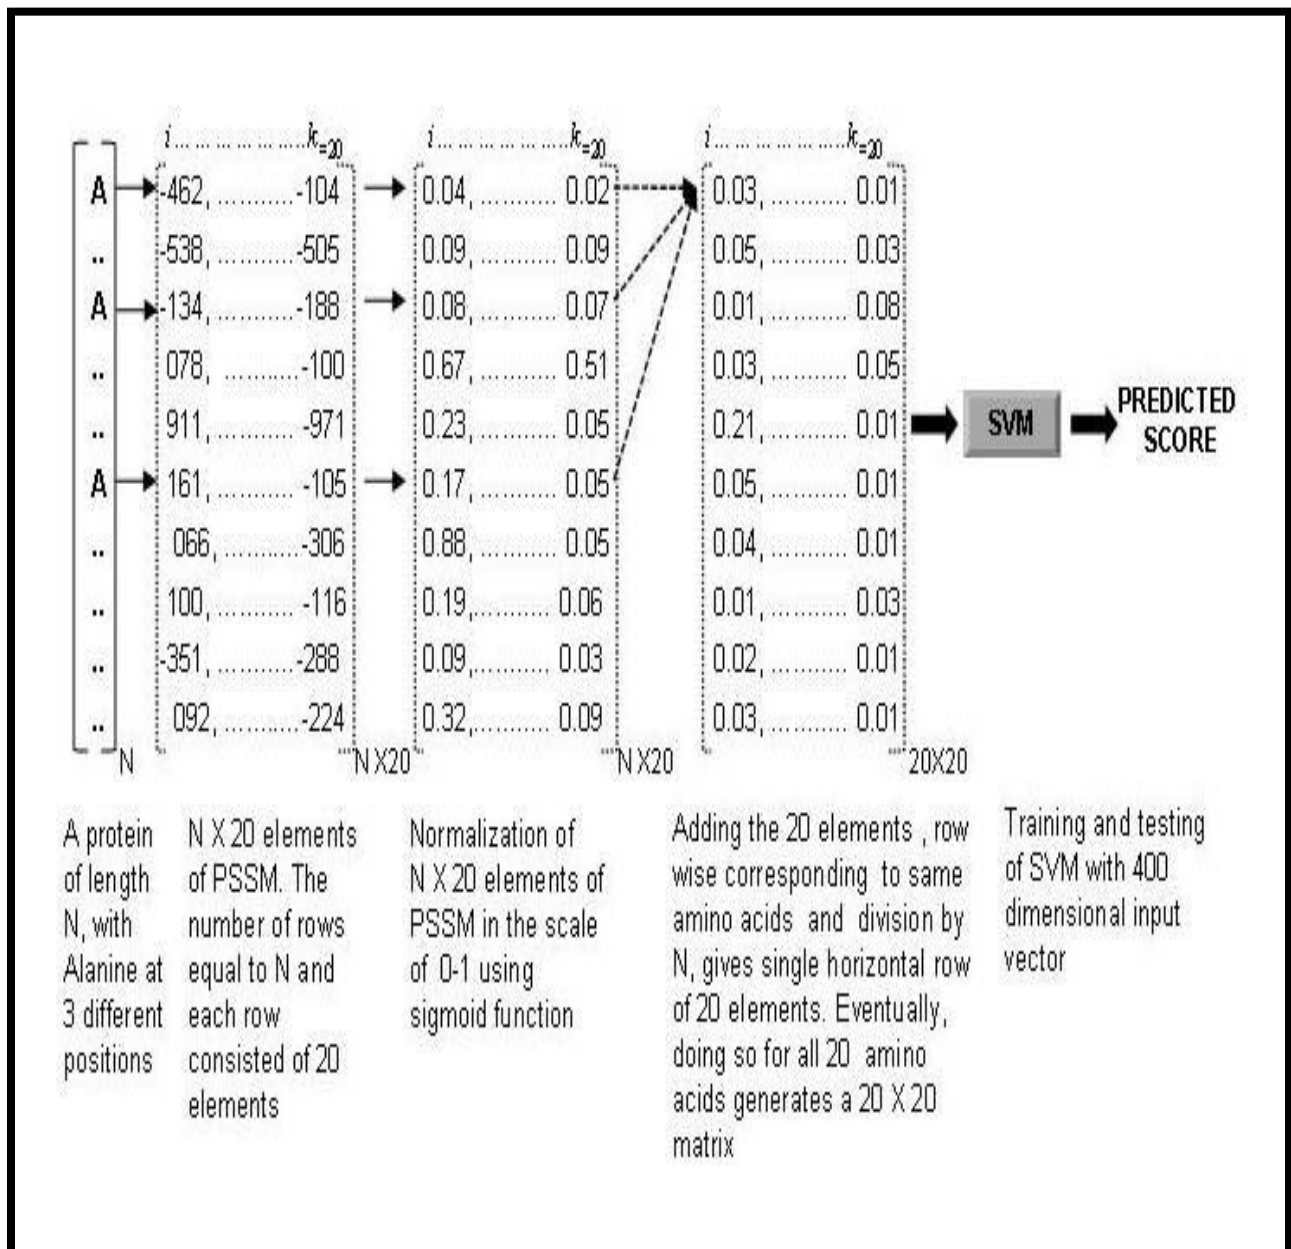 i.....................k=20 i.....................k=20 i.....................k=20
A -462,...........-104 0.04,........... 0.02 0.03, ........... 0.01
.. -538,...........-505 0.09,........... 0.09 0.05, ........... 0.03
A -134, ...........-188 0.08,........... 0.07 0.01, ........... 0.08
.. 078, ...........-100 0.67,........... 0.51 0.03, ........... 0.05
.. 911, ...........-971 0.23,........... 0.05 0.21, ........... 0.01 SVM PREDICTED
SCORE
A 161, ...........-105 0.17, ........... 0.05 0.05, ........... 0.01
.. 066, ...........-306 0.88,........... 0.05 0.04, ........... 0.01
.. 100, ...........-116 0.19,........... 0.06 0.01, ........... 0.03
.. -351, ...........-288 0.09, ........... 0.03 0.02, ........... 0.01
.. 092, ...........-224 0.32, ........... 0.09 0.03, ........... 0.01
N N X20 N X20 20X20
A protein
of length
N, with
Alanine at
3 different
positions
N X 20 elements
of PSSM. The
number of rows
equal to N and
each row
consisted of 20
elements
Normalization of
N X 20 elements of
PSSM in the scale
of 0-1 using
sigmoid function
Adding the 20 elements , row
wise corresponding to same
amino acids and division by
N, gives single horizontal row
of 20 elements. Eventually,
doing so for all 20 amino
acids generates a 20 X 20
matrix
Training and testing
of SVM with 400
dimensional input
vector